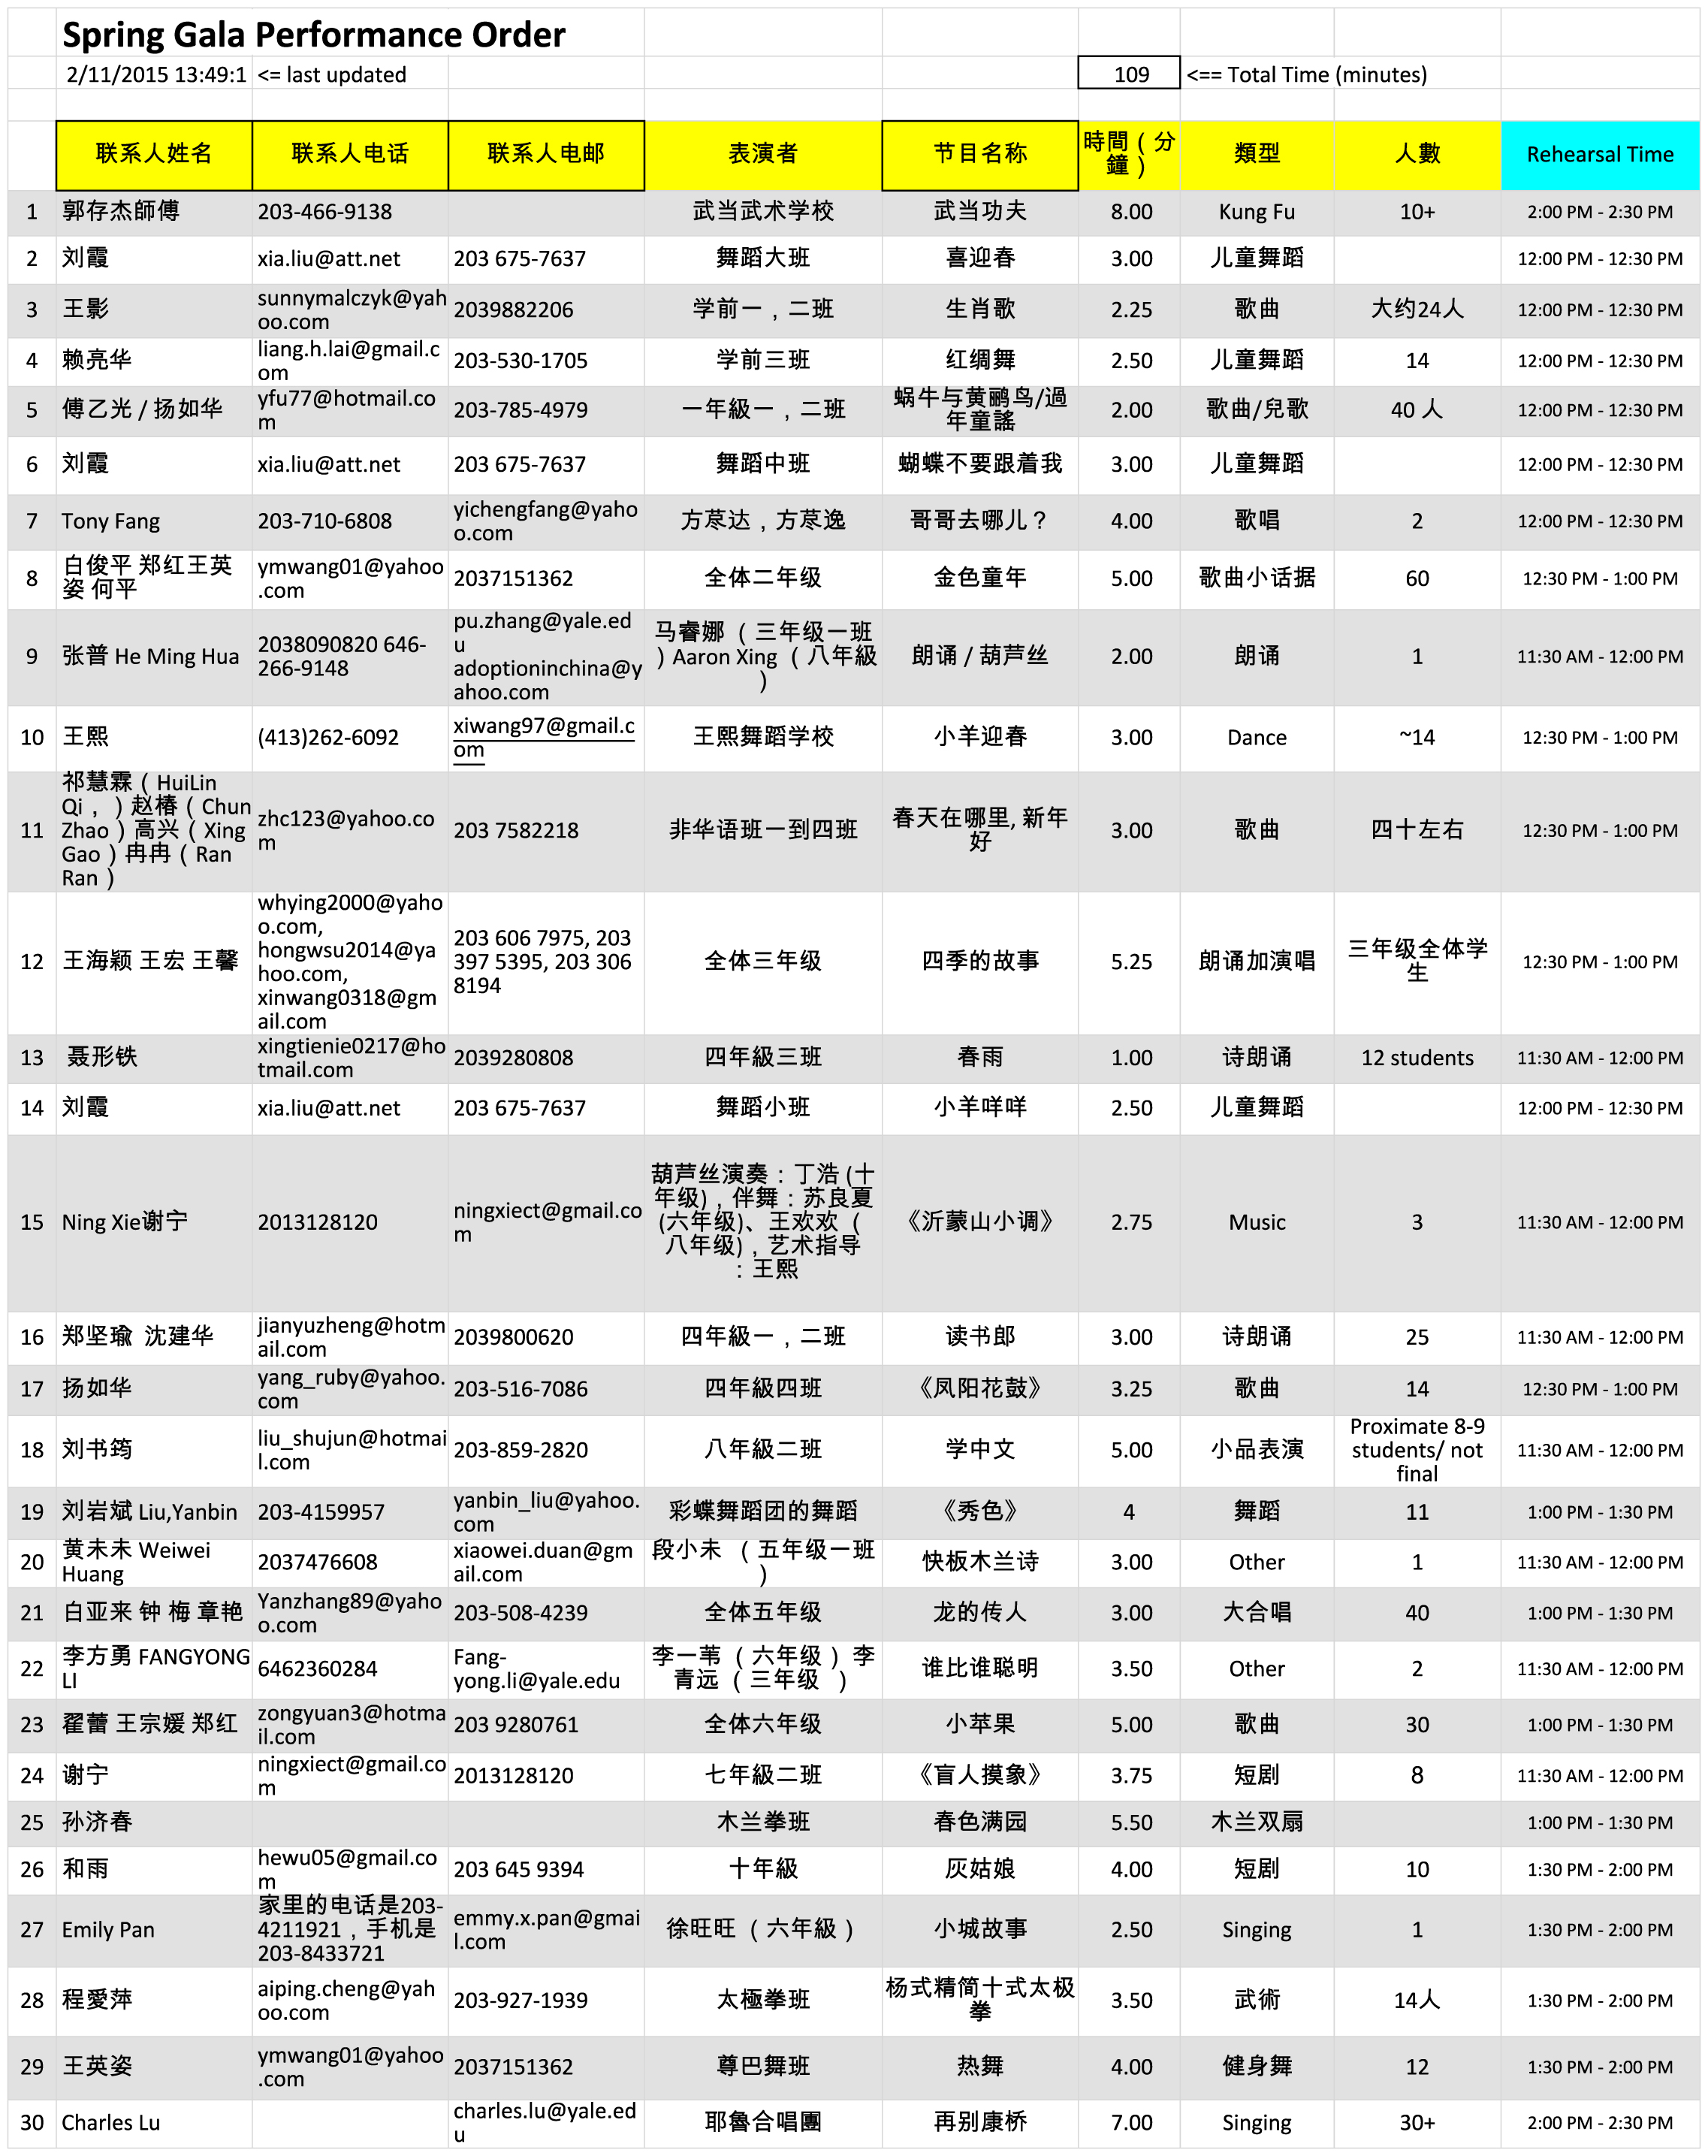 Spring Gala Performance Order
2/11/2015 13:49:1 <= last updated 109 <== Total Time (minutes)
联系人姓名 联系人电话 联系人电邮 表演者 节目名称 時間（分鐘） 類型 人數 Rehearsal Time
1 郭存杰師傅 203-466-9138 武当武术学校 武当功夫 8.00 Kung Fu 10+ 2:00 PM - 2:30 PM
2 刘霞 xia.liu@att.net 203 675-7637 舞蹈大班 喜迎春 3.00 儿童舞蹈 12:00 PM - 12:30 PM
3 王影 sunnymalczyk@yahoo.com 2039882206 学前一，二班 生肖歌 2.25 歌曲 大约24人 12:00 PM - 12:30 PM
4 赖亮华 liang.h.lai@gmail.com 203-530-1705 学前三班 红绸舞 2.50 儿童舞蹈 14 12:00 PM - 12:30 PM
5 傅乙光 / 扬如华 yfu77@hotmail.com 203-785-4979 一年級一，二班 蜗牛与黄鹂鸟/過年童謠 2.00 歌曲/兒歌 40 人 12:00 PM - 12:30 PM
6 刘霞 xia.liu@att.net 203 675-7637 舞蹈中班 蝴蝶不要跟着我 3.00 儿童舞蹈 12:00 PM - 12:30 PM
7 Tony Fang 203-710-6808 yichengfang@yahoo.com 方荩达，方荩逸 哥哥去哪儿？ 4.00 歌唱 2 12:00 PM - 12:30 PM
8 白俊平 郑红王英姿 何平 ymwang01@yahoo.com 2037151362 全体二年级 金色童年 5.00 歌曲小话据 60 12:30 PM - 1:00 PM
9 张普 He Ming Hua 2038090820 646-266-9148 pu.zhang@yale.edu adoptioninchina@yahoo.com 马睿娜 （三年级一班）Aaron Xing （八年級） 朗诵 / 葫芦丝 2.00 朗诵 1 11:30 AM - 12:00 PM
10 王熙 (413)262-6092 xiwang97@gmail.com 王熙舞蹈学校 小羊迎春 3.00 Dance ~14 12:30 PM - 1:00 PM
11 祁慧霖（HuiLin Qi，）赵椿（Chun Zhao）高兴（Xing Gao）冉冉（Ran Ran） zhc123@yahoo.com 203 7582218 非华语班一到四班 春天在哪里, 新年好 3.00 歌曲 四十左右 12:30 PM - 1:00 PM
12 王海颖 王宏 王馨 whying2000@yahoo.com, hongwsu2014@yahoo.com, xinwang0318@gmail.com 203 606 7975, 203 397 5395, 203 306 8194 全体三年级 四季的故事 5.25 朗诵加演唱 三年级全体学生 12:30 PM - 1:00 PM
13 聂形铁 xingtienie0217@hotmail.com 2039280808 四年級三班 春雨 1.00 诗朗诵 12 students 11:30 AM - 12:00 PM
14 刘霞 xia.liu@att.net 203 675-7637 舞蹈小班 小羊咩咩 2.50 儿童舞蹈 12:00 PM - 12:30 PM
15 Ning Xie谢宁 2013128120 ningxiect@gmail.com 葫芦丝演奏：丁浩 (十年级)，伴舞：苏良夏 (六年级)、王欢欢 （八年级)，艺术指导：王熙 《沂蒙山小调》 2.75 Music 3 11:30 AM - 12:00 PM
16 郑坚瑜 沈建华 jianyuzheng@hotmail.com 2039800620 四年級一，二班 读书郎 3.00 诗朗诵 25 11:30 AM - 12:00 PM
17 扬如华 yang_ruby@yahoo.com 203-516-7086 四年級四班 《凤阳花鼓》 3.25 歌曲 14 12:30 PM - 1:00 PM
18 刘书筠 liu_shujun@hotmail.com 203-859-2820 八年級二班 学中文 5.00 小品表演 Proximate 8-9 students/ not final 11:30 AM - 12:00 PM
19 刘岩斌 Liu,Yanbin 203-4159957 yanbin_liu@yahoo.com 彩蝶舞蹈团的舞蹈 《秀色》 4 舞蹈 11 1:00 PM - 1:30 PM
20 黄未未 Weiwei Huang 2037476608 xiaowei.duan@gmail.com 段小未 （五年级一班） 快板木兰诗 3.00 Other 1 11:30 AM - 12:00 PM
21 白亚来 钟 梅 章艳 Yanzhang89@yahoo.com 203-508-4239 全体五年级 龙的传人 3.00 大合唱 40 1:00 PM - 1:30 PM
22 李方勇 FANGYONG LI 6462360284 Fang-yong.li@yale.edu 李一苇 （六年级） 李青远 （三年级 ） 谁比谁聪明 3.50 Other 2 11:30 AM - 12:00 PM
23 翟蕾 王宗媛 郑红 zongyuan3@hotmail.com 203 9280761 全体六年级 小苹果 5.00 歌曲 30 1:00 PM - 1:30 PM
24 谢宁 ningxiect@gmail.com 2013128120 七年級二班 《盲人摸象》 3.75 短剧 8 11:30 AM - 12:00 PM
25 孙济春 木兰拳班 春色满园 5.50 木兰双扇 1:00 PM - 1:30 PM
26 和雨 hewu05@gmail.com 203 645 9394 十年級 灰姑娘 4.00 短剧 10 1:30 PM - 2:00 PM
27 Emily Pan 家里的电话是203-4211921，手机是203-8433721 emmy.x.pan@gmail.com 徐旺旺 （六年級） 小城故事 2.50 Singing 1 1:30 PM - 2:00 PM
28 程愛萍 aiping.cheng@yahoo.com 203-927-1939 太極拳班 杨式精简十式太极拳 3.50 武術 14人 1:30 PM - 2:00 PM
29 王英姿 ymwang01@yahoo.com 2037151362 尊巴舞班 热舞 4.00 健身舞 12 1:30 PM - 2:00 PM
30 Charles Lu charles.lu@yale.edu 耶鲁合唱團 再别康桥 7.00 Singing 30+ 2:00 PM - 2:30 PM